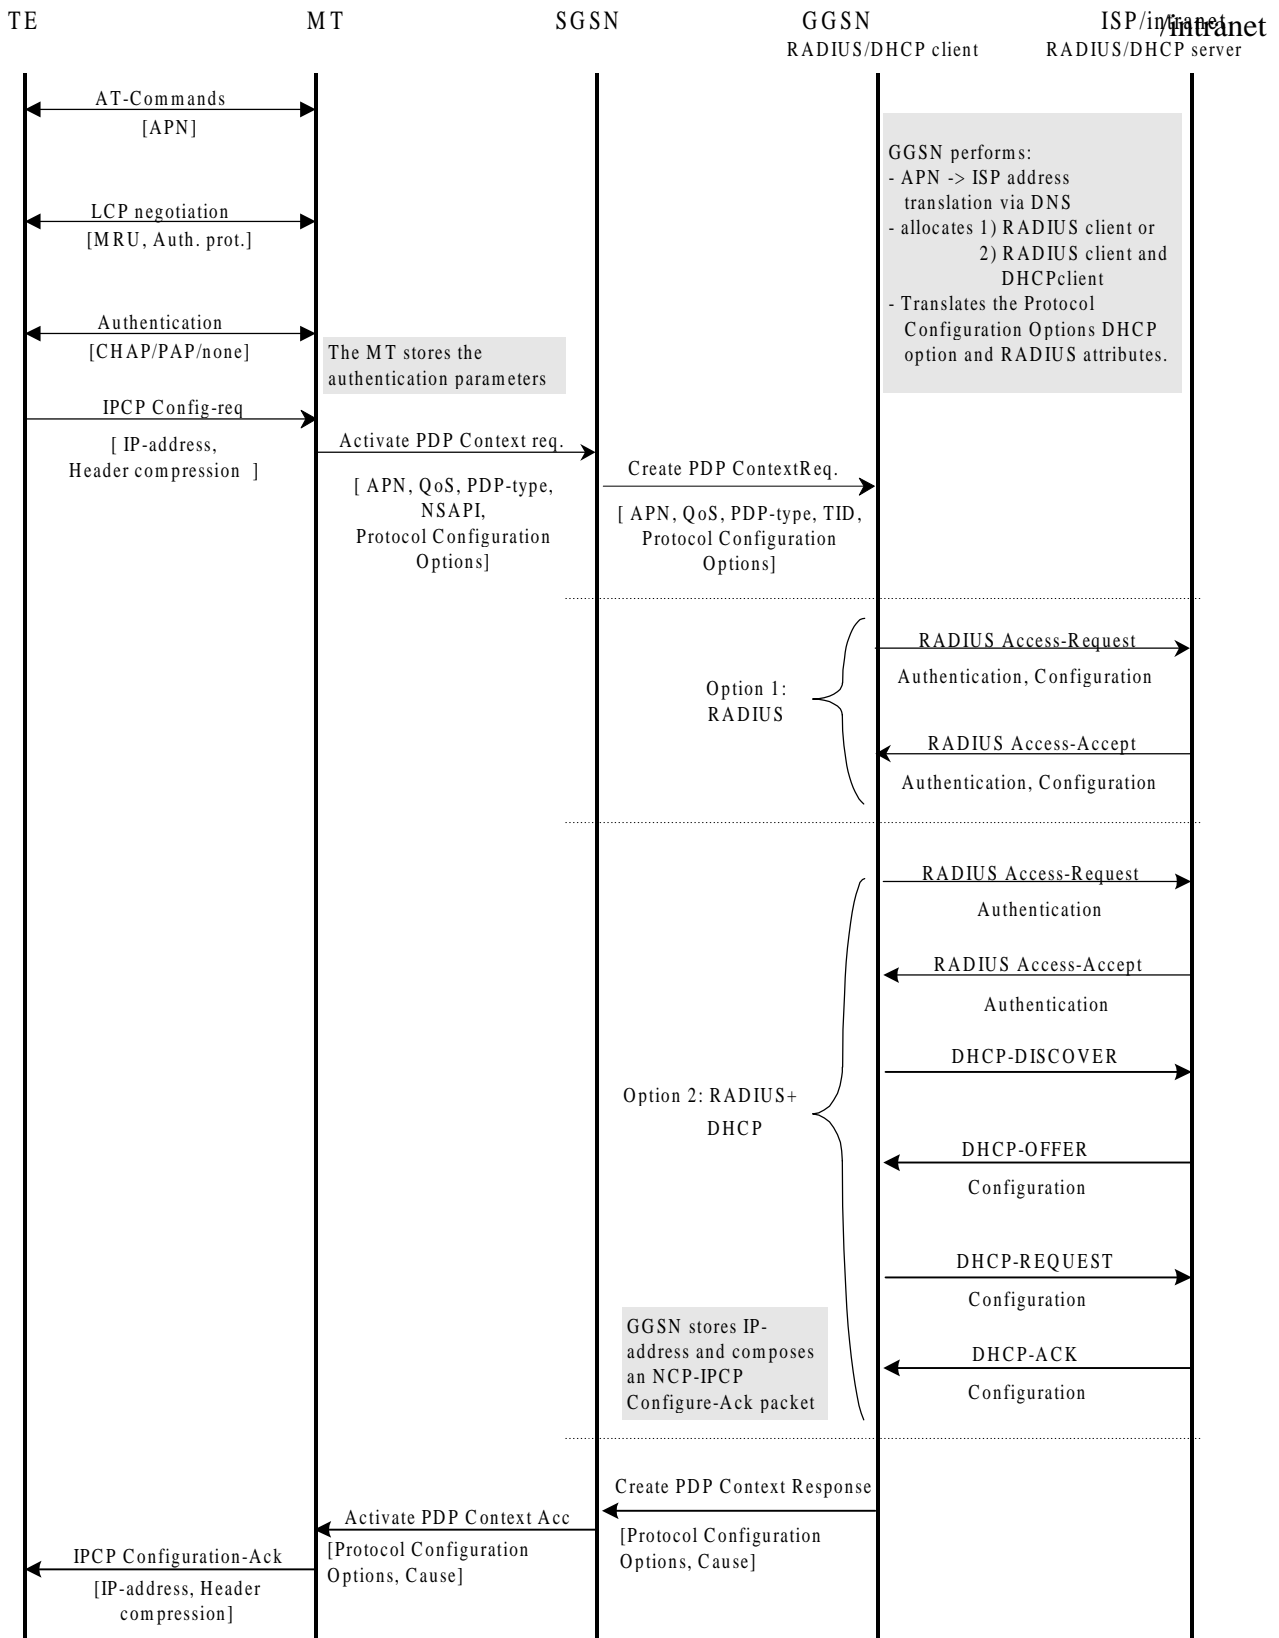 TE
MT
SGSN
GGSN
ISP/intranet
/intranet
RADIUS/DHCP client
RADIUS/DHCP server
AT-Commands
[APN]
GGSN performs:
- APN -> ISP address
translation via DNS
- allocates 1) RADIUS client or
2) RADIUS client and
DHCPclient
- Translates the Protocol
Configuration Options DHCP
option and RADIUS attributes.
LCP negotiation
[MRU, Auth. prot.]
Authentication
[CHAP/PAP/none]
The MT stores the
authentication parameters
IPCP Config-req
[ IP-address,
Header compression ]
Activate PDP Context req.
[ APN, QoS, PDP-type,
NSAPI,
Protocol Configuration
Options]
Create PDP ContextReq.
[ APN, QoS, PDP-type, TID,
Protocol Configuration
Options]
RADIUS Access-Request
Authentication, Configuration
Option 1:
RADIUS
RADIUS Access-Accept
Authentication, Configuration
RADIUS Access-Request
Authentication
RADIUS Access-Accept
Authentication
DHCP-DISCOVER
Option 2: RADIUS+
DHCP
DHCP-OFFER
Configuration
DHCP-REQUEST
Configuration
GGSN stores IP-
address and composes
an NCP-IPCP
Configure-Ack packet
DHCP-ACK
Configuration
Create PDP Context Response
[Protocol Configuration
Options, Cause]
Activate PDP Context Acc
[Protocol Configuration
Options, Cause]
IPCP Configuration-Ack
[IP-address, Header
compression]